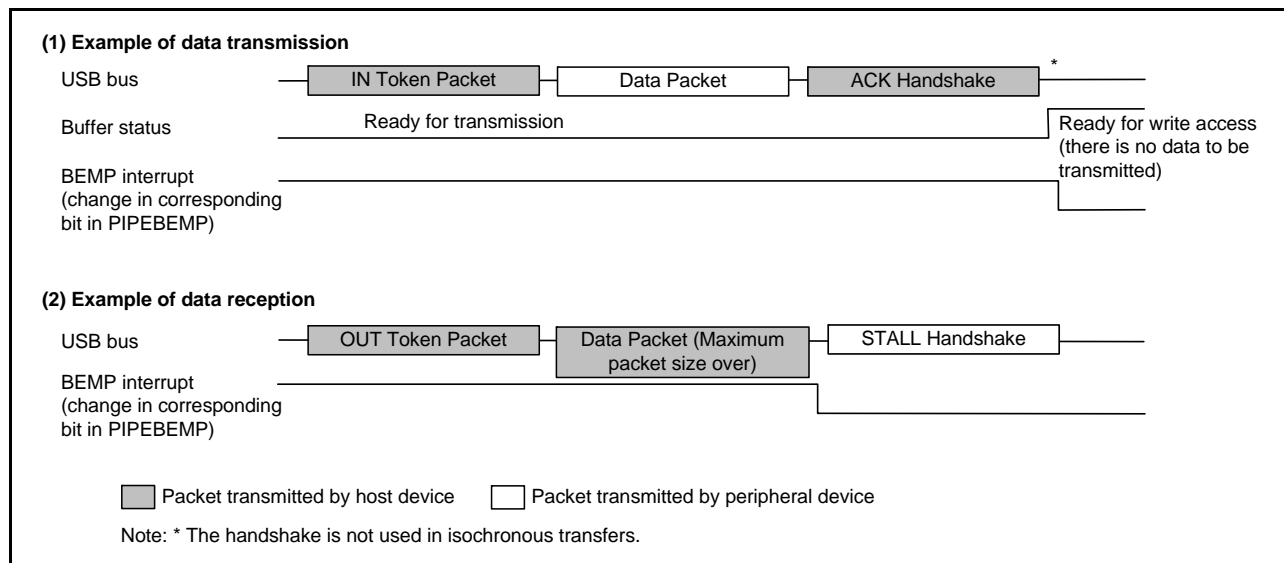 (1) Example of data transmission
USB bus
IN Token Packet
Data Packet
ACK Handshake
*
Buffer status
Ready for transmission
Ready for write access
(there is no data to be
transmitted)
BEMP interrupt
(change in corresponding
bit in PIPEBEMP)
(2) Example of data reception
USB bus
OUT Token Packet
Data Packet (Maximum
packet size over)
STALL Handshake
BEMP interrupt
(change in corresponding
bit in PIPEBEMP)
Packet transmitted by host device
Packet transmitted by peripheral device
Note: * The handshake is not used in isochronous transfers.